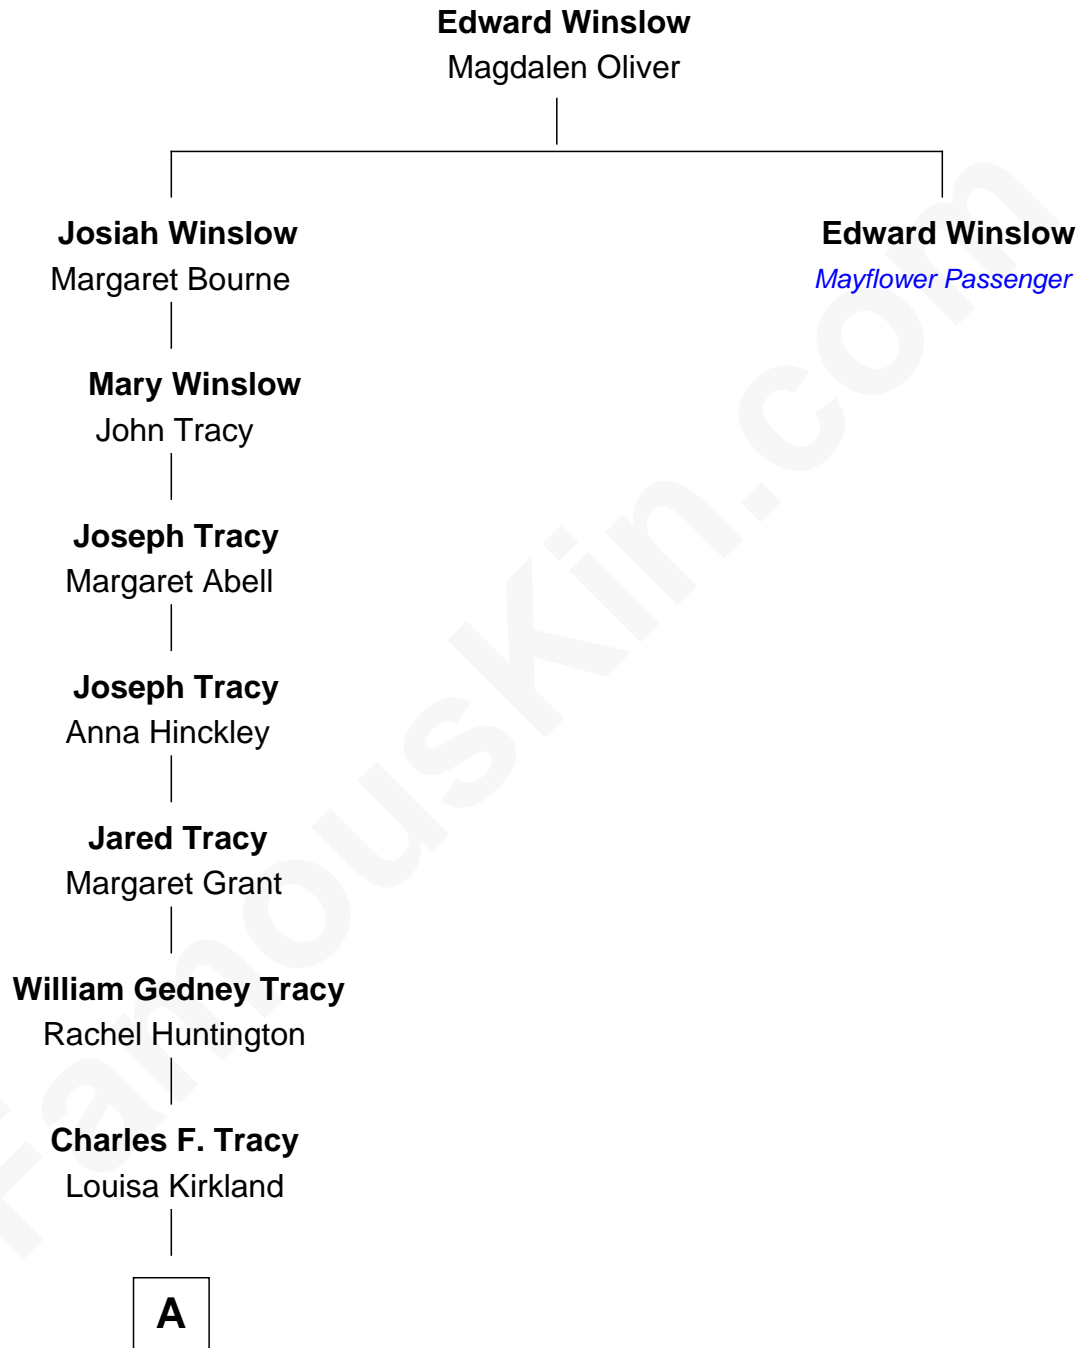 Edward Winslow
Magdalen Oliver
Josiah Winslow
Margaret Bourne
Edward Winslow
Mayflower Passenger
Mary Winslow
John Tracy
Joseph Tracy
Margaret Abell
Joseph Tracy
Anna Hinckley
Jared Tracy
Margaret Grant
William Gedney Tracy
Rachel Huntington
Charles F. Tracy
Louisa Kirkland
A
FamousKin.com